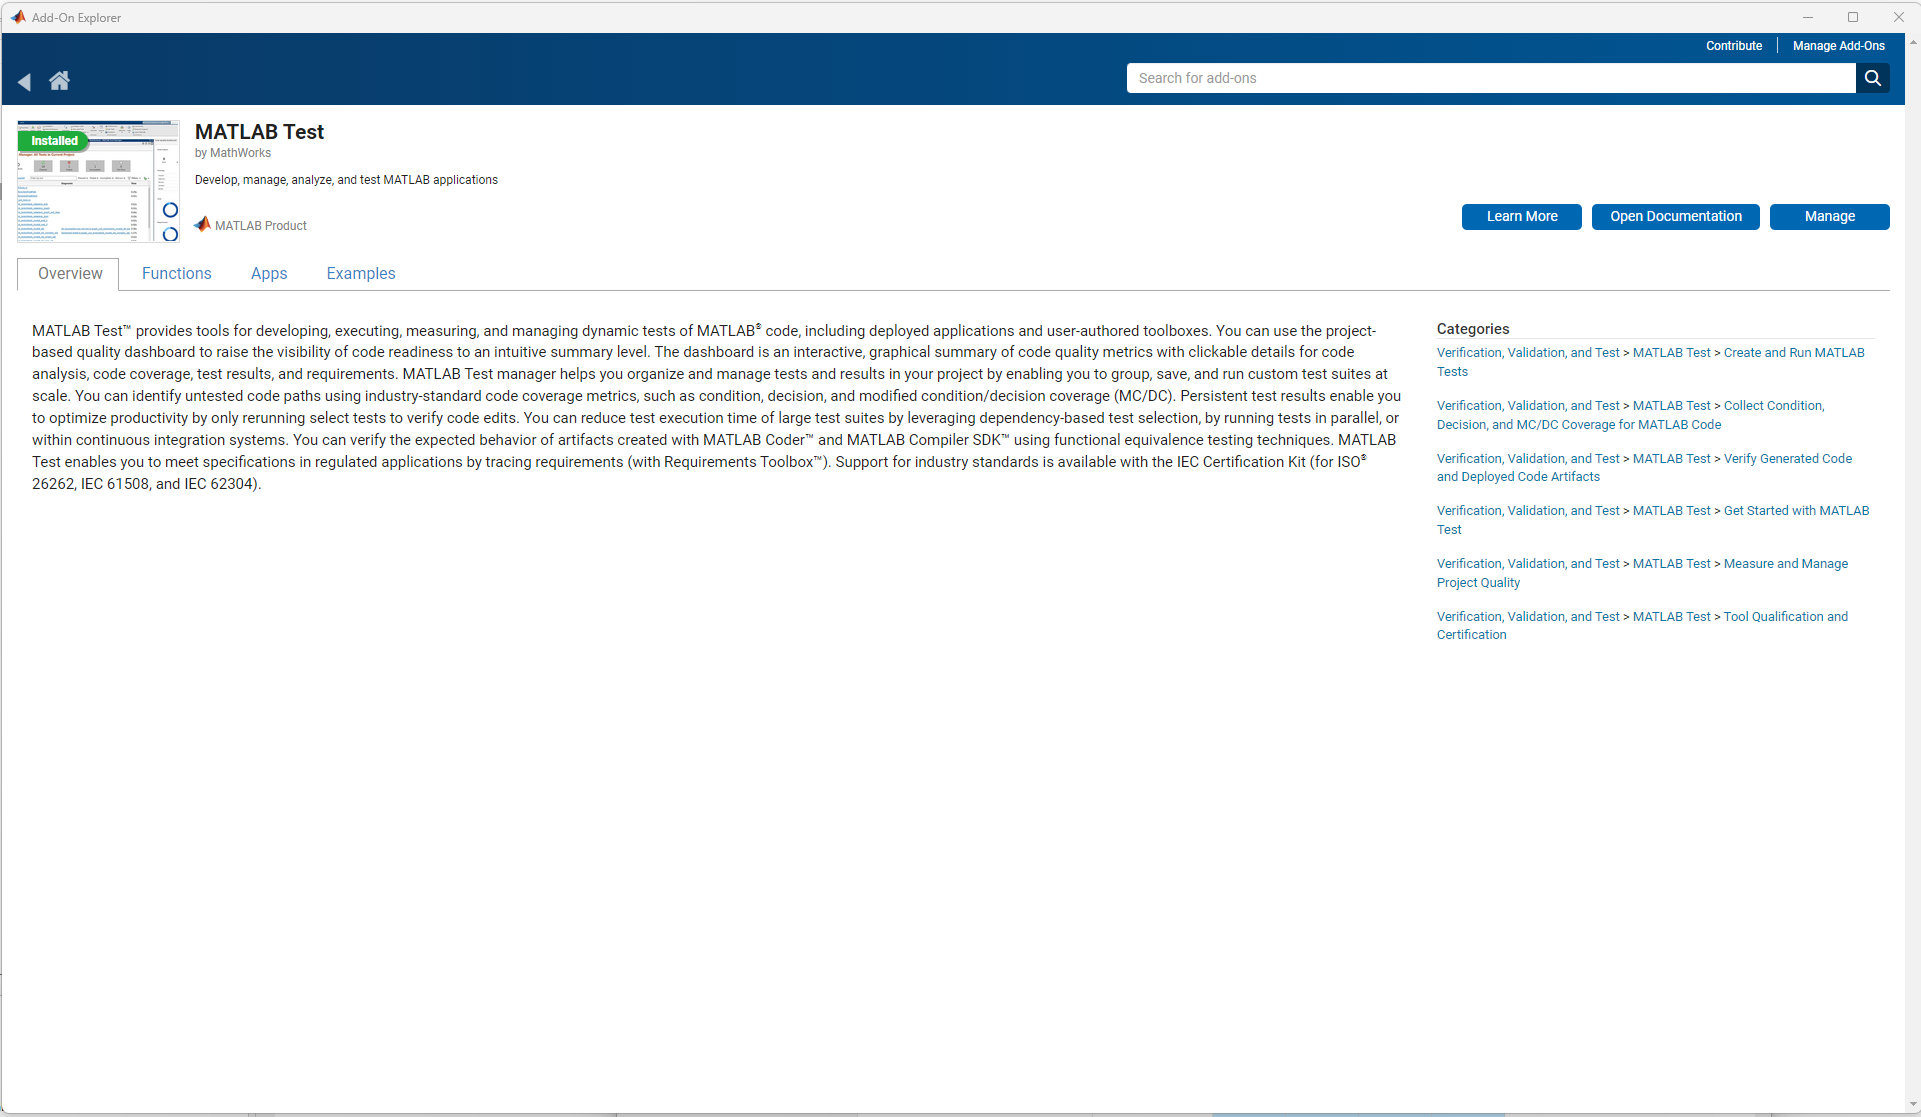 Add-On Explorer
Contribute
Manage Add-Ons
Search for add-ons
Installed
MATLAB Test
by MathWorks
Develop, manage, analyze, and test MATLAB applications
MATLAB Product
Learn More
Open Documentation
Manage
Overview
Functions
Apps
Examples
MATLAB Test™ provides tools for developing, executing, measuring, and managing dynamic tests of MATLAB® code, including deployed applications and user-authored toolboxes. You can use the project-
based quality dashboard to raise the visibility of code readiness to an intuitive summary level. The dashboard is an interactive, graphical summary of code quality metrics with clickable details for code
analysis, code coverage, test results, and requirements. MATLAB Test manager helps you organize and manage tests and results in your project by enabling you to group, save, and run custom test suites at
scale. You can identify untested code paths using industry-standard code coverage metrics, such as condition, decision, and modified condition/decision coverage (MC/DC). Persistent test results enable you
to optimize productivity by only rerunning select tests to verify code edits. You can reduce test execution time of large test suites by leveraging dependency-based test selection, by running tests in parallel, or
within continuous integration systems. You can verify the expected behavior of artifacts created with MATLAB Coder™ and MATLAB Compiler SDK™ using functional equivalence testing techniques. MATLAB
Test enables you to meet specifications in regulated applications by tracing requirements (with Requirements Toolbox™). Support for industry standards is available with the IEC Certification Kit (for ISO®
26262, IEC 61508, and IEC 62304).
Categories
Verification, Validation, and Test > MATLAB Test > Create and Run MATLAB
Tests
Verification, Validation, and Test > MATLAB Test > Collect Condition,
Decision, and MC/DC Coverage for MATLAB Code
Verification, Validation, and Test > MATLAB Test > Verify Generated Code
and Deployed Code Artifacts
Verification, Validation, and Test > MATLAB Test > Get Started with MATLAB
Test
Verification, Validation, and Test > MATLAB Test > Measure and Manage
Project Quality
Verification, Validation, and Test > MATLAB Test > Tool Qualification and
Certification